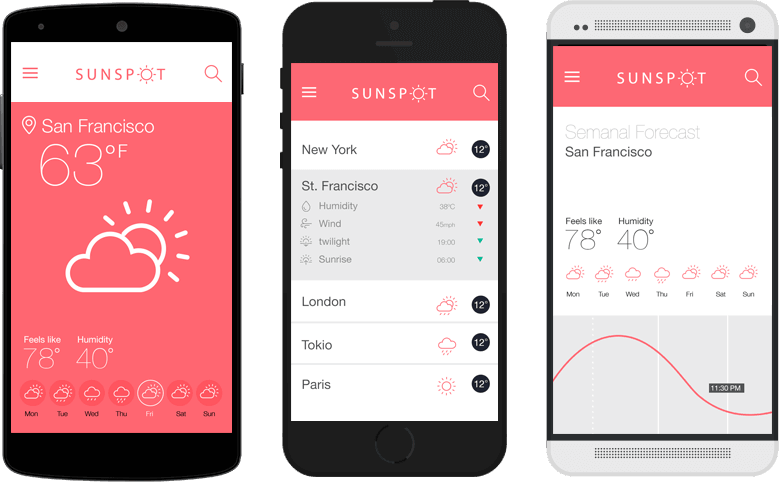 SUNSPOT
San Francisco
63°F
Feels like Humidity
78° 40°
Mon Tue Wed Thu Fri Sat Sun
SUNSPOT
New York 12°
St. Francisco 12°
Humidity 38ºC
Wind 45mph
twilight 19:00
Sunrise 06:00
London 12°
Tokio 12°
Paris 12°
SUNSPOT
Semanal Forecast
San Francisco
Feels like Humidity
78° 40°
Mon Tue Wed Thu Fri Sat Sun
11:30 PM